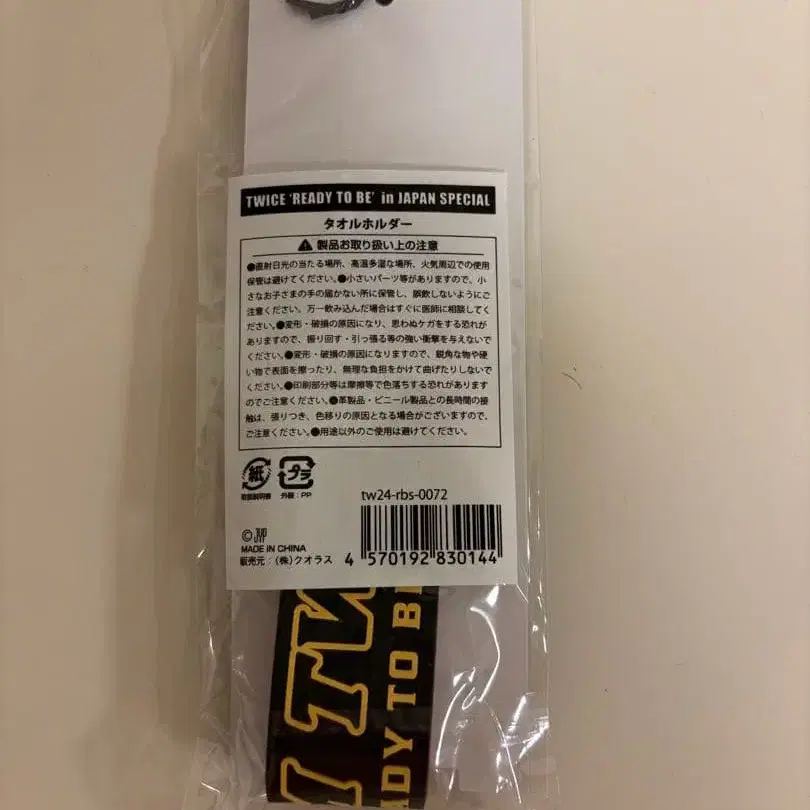 TWICE 'READY TO BE' in JAPAN SPECIAL
タオルホルダー
⚠ 製品お取り扱い上の注意
●直射日光の当たる場所、高温多湿な場所、火気周辺での使用
保管は避けてください。●小さいパーツ等がありますので、小
さなお子さまの手の届かない所に保管し、誤飲しないようにご
注意ください。万一飲み込んだ場合はすぐに医師に相談してく
ください。●変形・破損の原因になり、思わぬケガをする恐れが
ありますので、振り回す・引っ張る等の強い衝撃を与えないで
ください。●変形・破損の原因になりますので、鋭角な物や硬
い物で表面を擦ったり、無理な負担をかけて曲げたりしないで
ください。●印刷部分等は摩擦等で色落ちする恐れがあります
のでご注意ください。●革製品・ビニール製品との長時間の接
触は、張りつき、色移りの原因となる場合がございますので、
ご注意ください。●用途以外のご使用は避けてください。
紙 プラ
取扱説明書 外装：PP
tw24-rbs-0072
© JYP
MADE IN CHINA
販売元：(株)クオラス
4 570192 830144
TW
ADY TO B